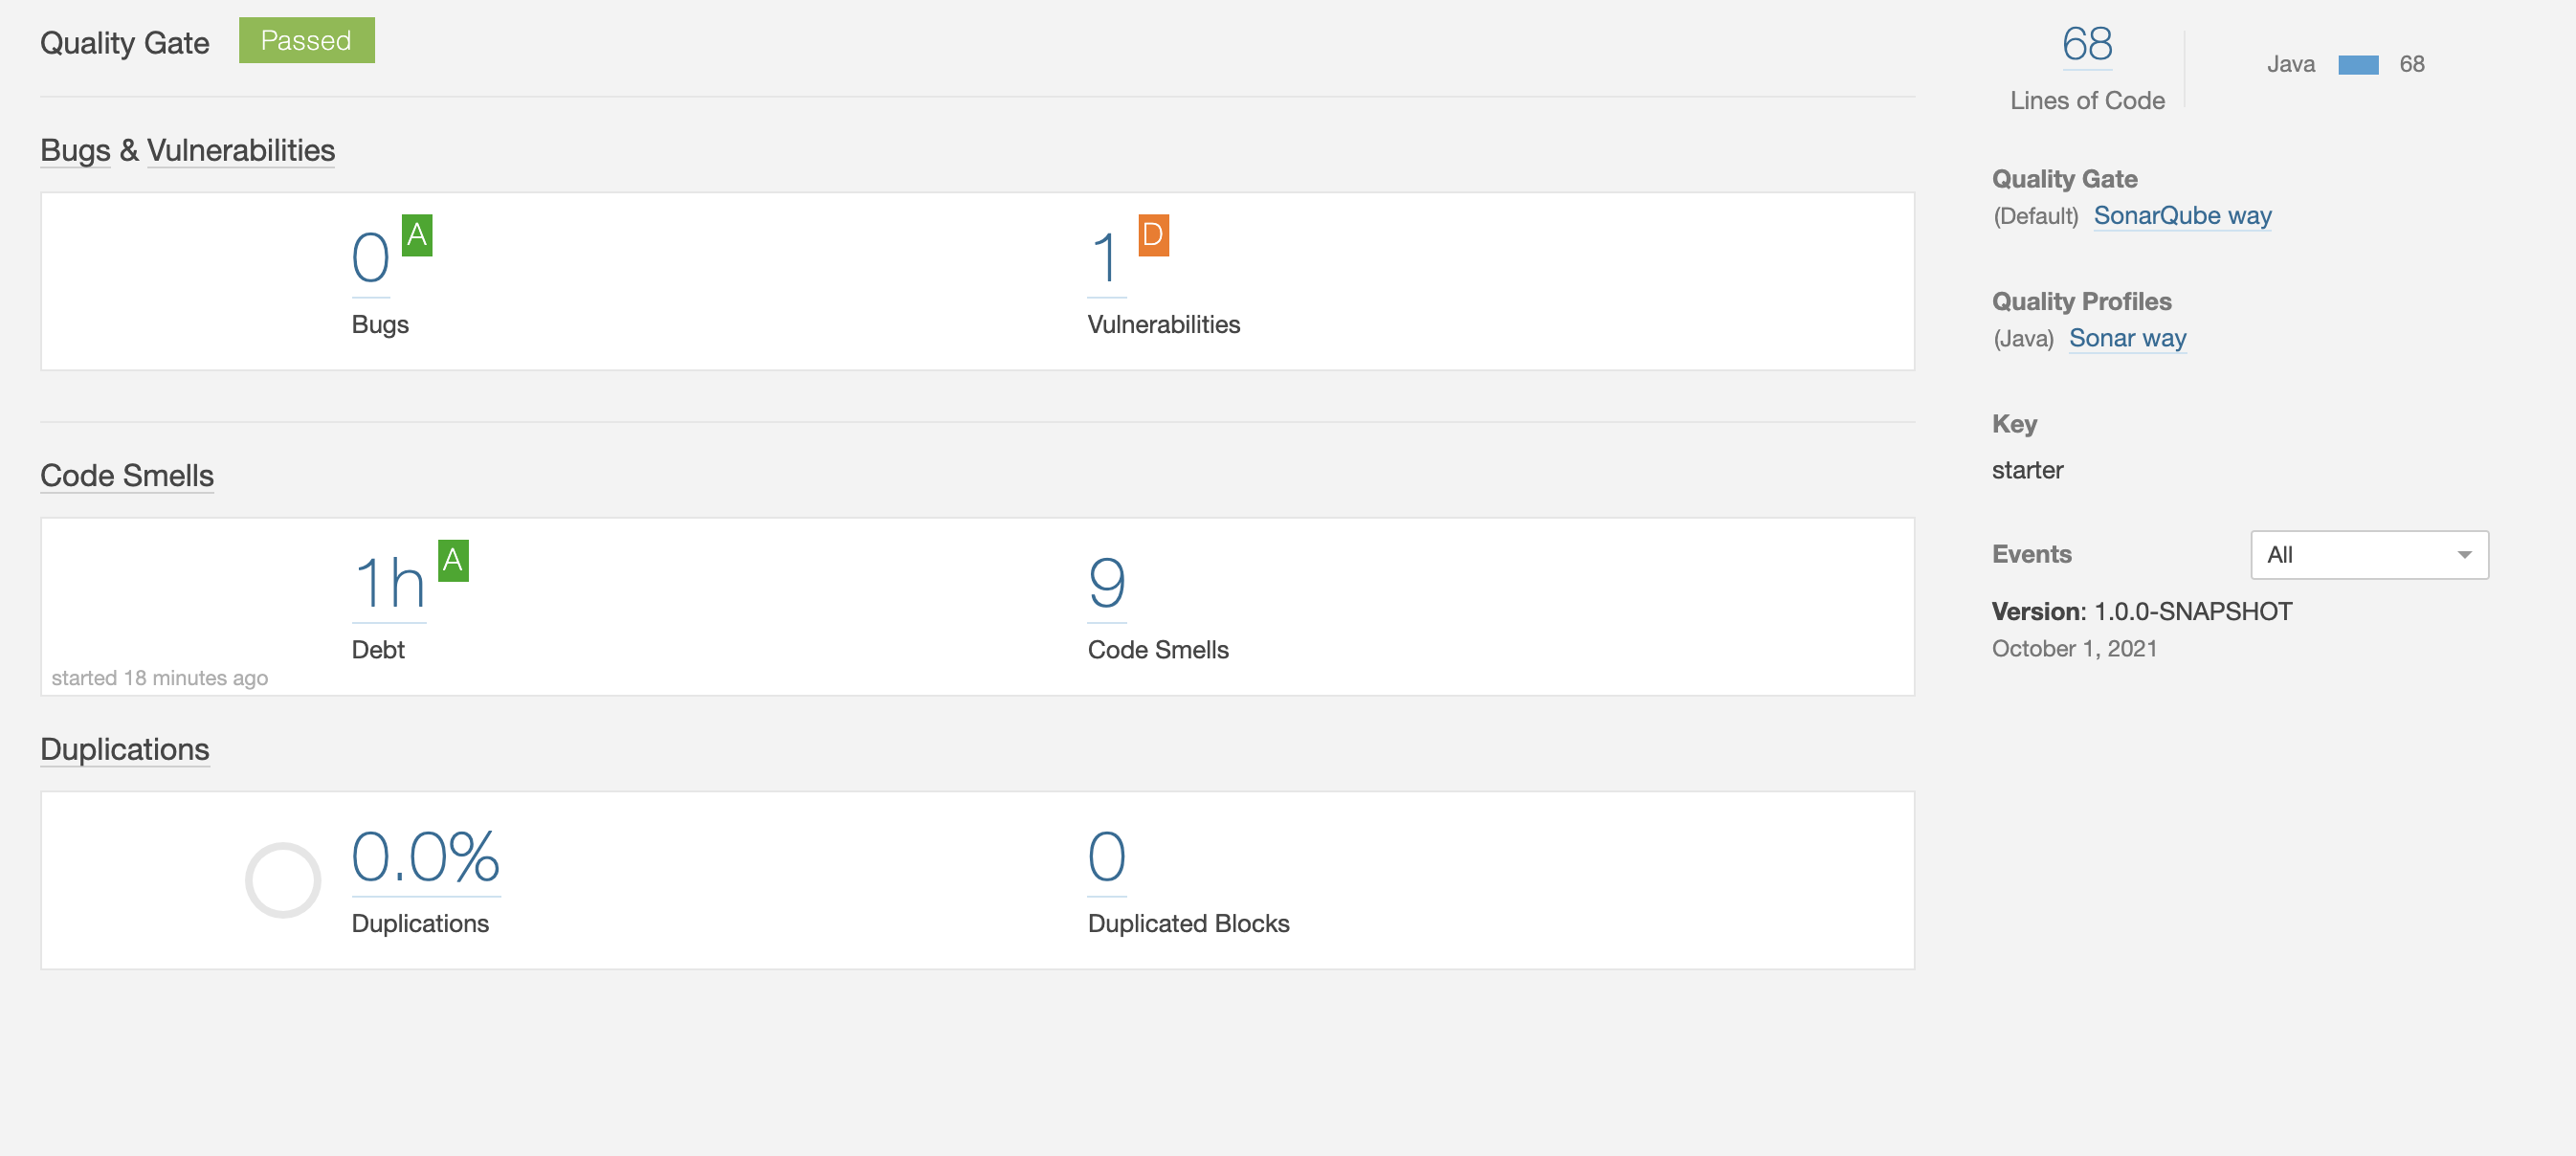 Quality Gate Passed
Bugs & Vulnerabilities
0 A
Bugs
1 D
Vulnerabilities
Code Smells
1h A
Debt
started 18 minutes ago
9
Code Smells
Duplications
0.0%
Duplications
0
Duplicated Blocks
68
Lines of Code
Java 68
Quality Gate
(Default) SonarQube way
Quality Profiles
(Java) Sonar way
Key
starter
Events All
Version: 1.0.0-SNAPSHOT
October 1, 2021